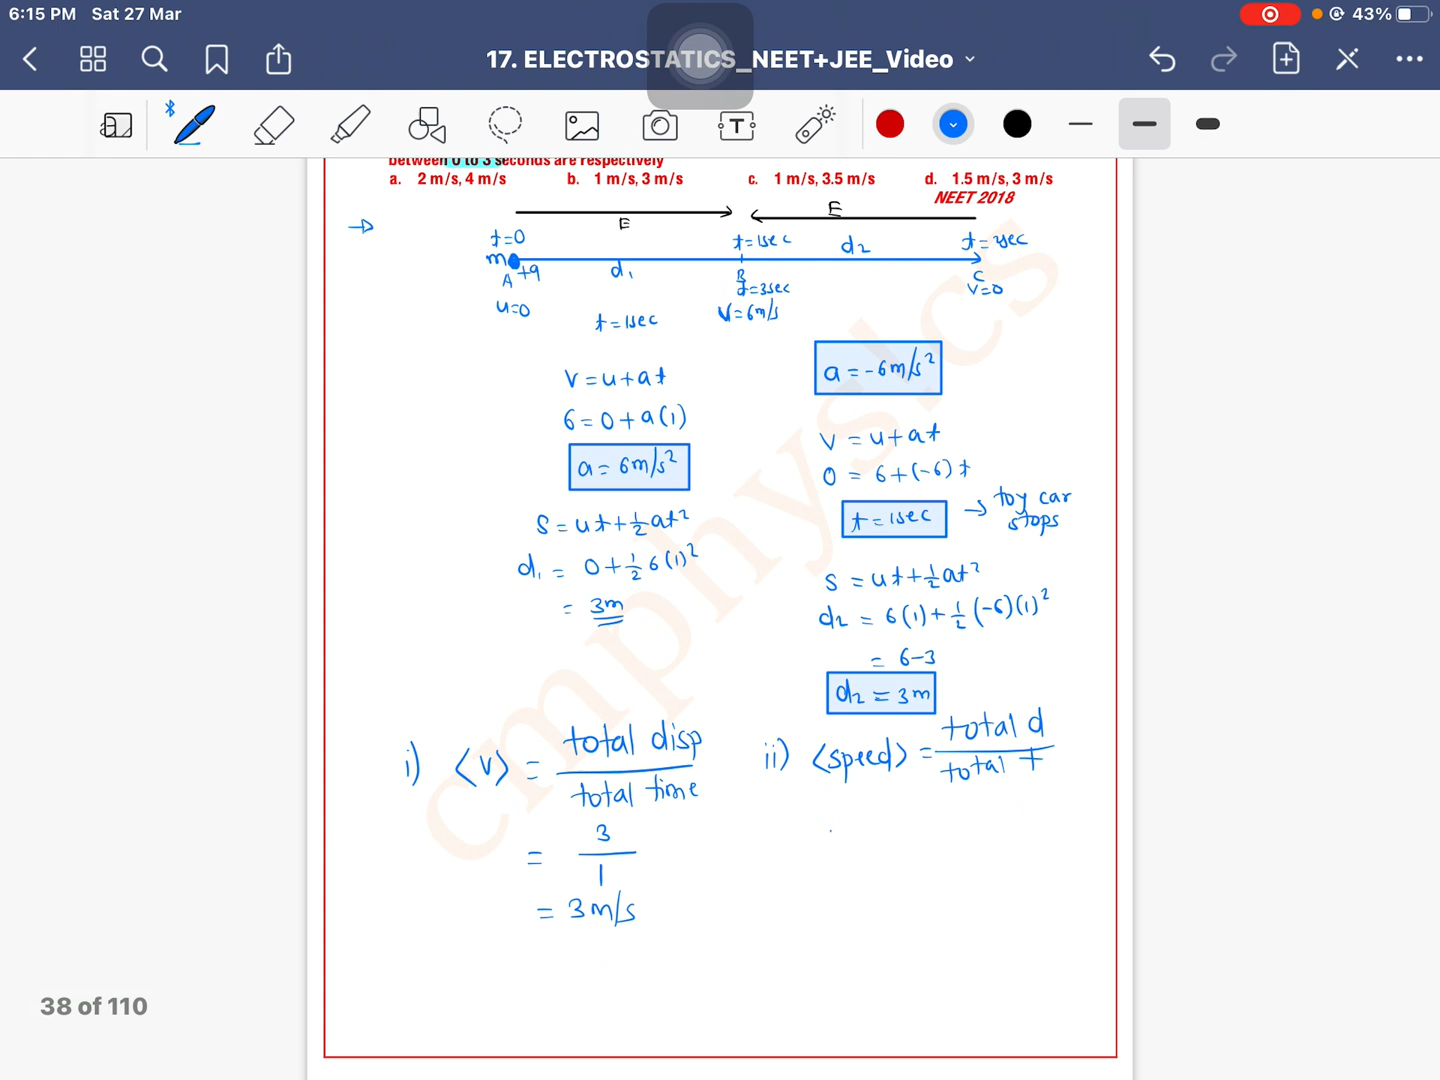 6:15 PM Sat 27 Mar
43%
17. ELECTROSTATICS_NEET+JEE_Video
T
between 0 to 3 seconds are respectively
a. 2 m/s, 4 m/s b. 1 m/s, 3 m/s c. 1 m/s, 3.5 m/s d. 1.5 m/s, 3 m/s
NEET 2018
E E
t=0 t=1sec d₂ t=2sec
m +q d₁ B C
A t=3sec v=0
u=0 t=1sec V=6m/s
V=u+at
6=0+a(1)
a=6m/s²
S=ut+½at²
d₁ = 0+½6(1)²
= 3m
a=-6m/s²
V=u+at
0 = 6+(-6)t
t=1sec → toy car stops
S = ut+½at²
d₂ = 6(1)+½(-6)(1)²
= 6-3
d₂ = 3m
i) <v> = total disp / total time
= 3/1
= 3m/s
ii) <speed> = total d / total t
cmphysics
38 of 110